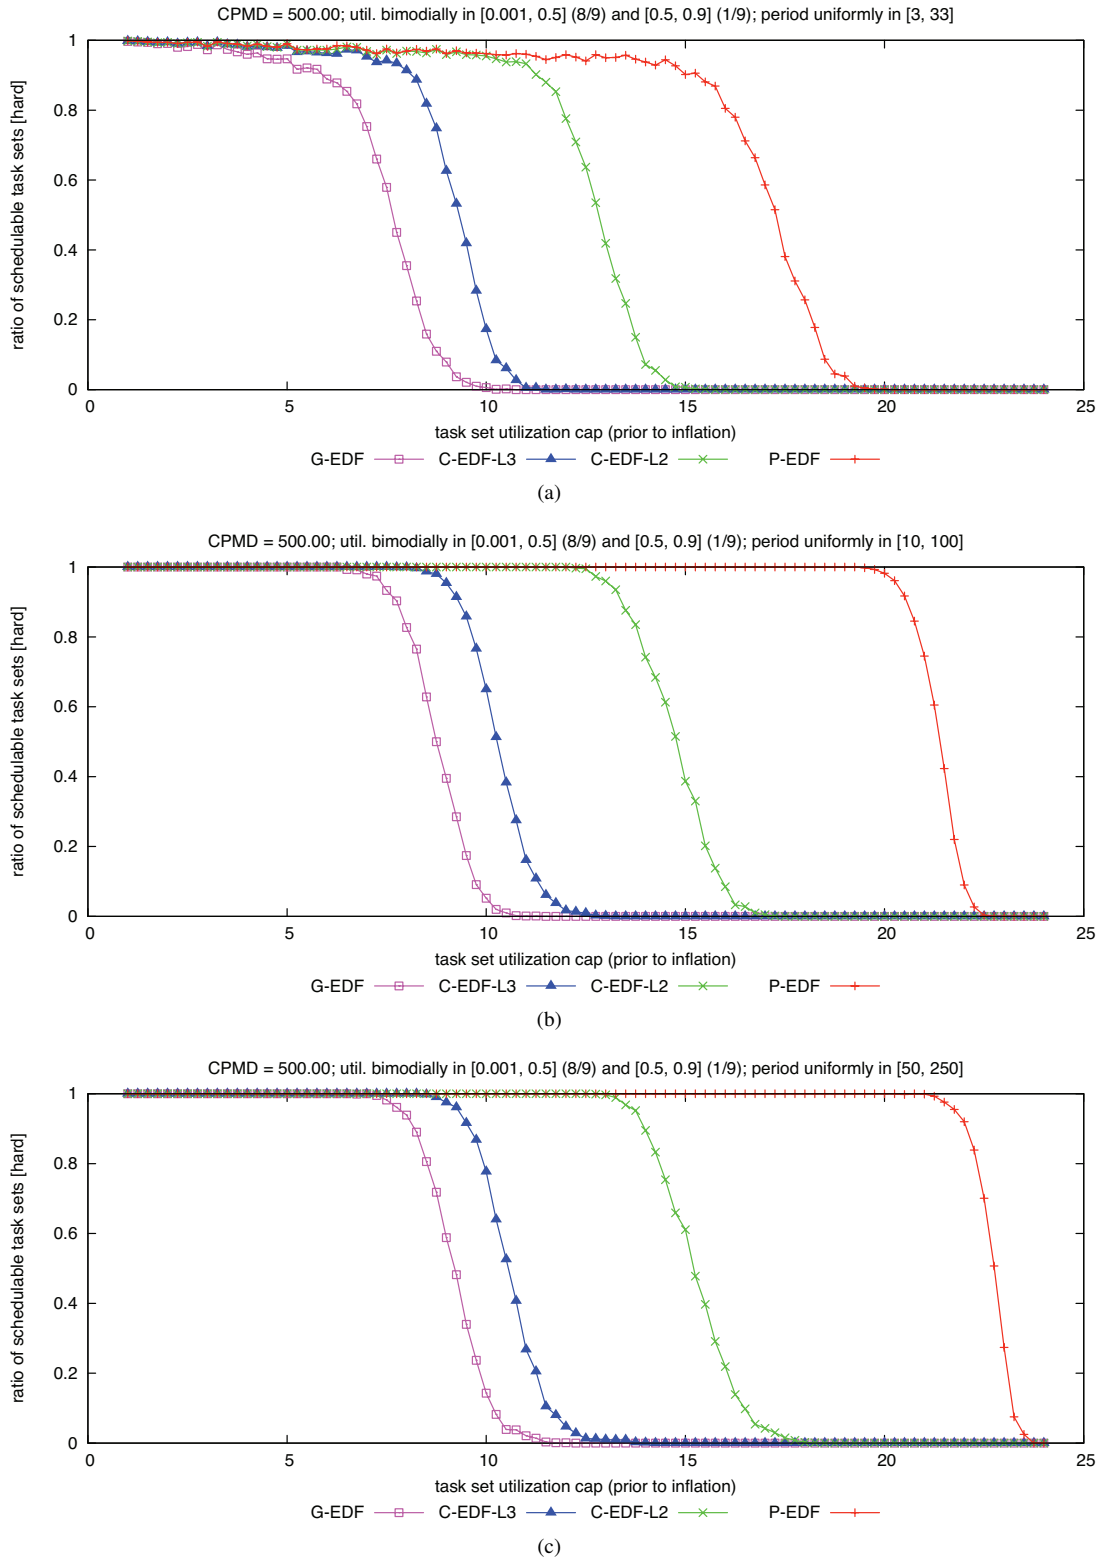 CPMD = 500.00; util. bimodially in [0.001, 0.5] (8/9) and [0.5, 0.9] (1/9); period uniformly in [3, 33]
1
0.8
0.6
0.4
0.2
0
ratio of schedulable task sets [hard]
0 5 10 15 20 25
task set utilization cap (prior to inflation)
G-EDF C-EDF-L3 C-EDF-L2 P-EDF
(a)
CPMD = 500.00; util. bimodially in [0.001, 0.5] (8/9) and [0.5, 0.9] (1/9); period uniformly in [10, 100]
1
0.8
0.6
0.4
0.2
0
ratio of schedulable task sets [hard]
0 5 10 15 20 25
task set utilization cap (prior to inflation)
G-EDF C-EDF-L3 C-EDF-L2 P-EDF
(b)
CPMD = 500.00; util. bimodially in [0.001, 0.5] (8/9) and [0.5, 0.9] (1/9); period uniformly in [50, 250]
1
0.8
0.6
0.4
0.2
0
ratio of schedulable task sets [hard]
0 5 10 15 20 25
task set utilization cap (prior to inflation)
G-EDF C-EDF-L3 C-EDF-L2 P-EDF
(c)